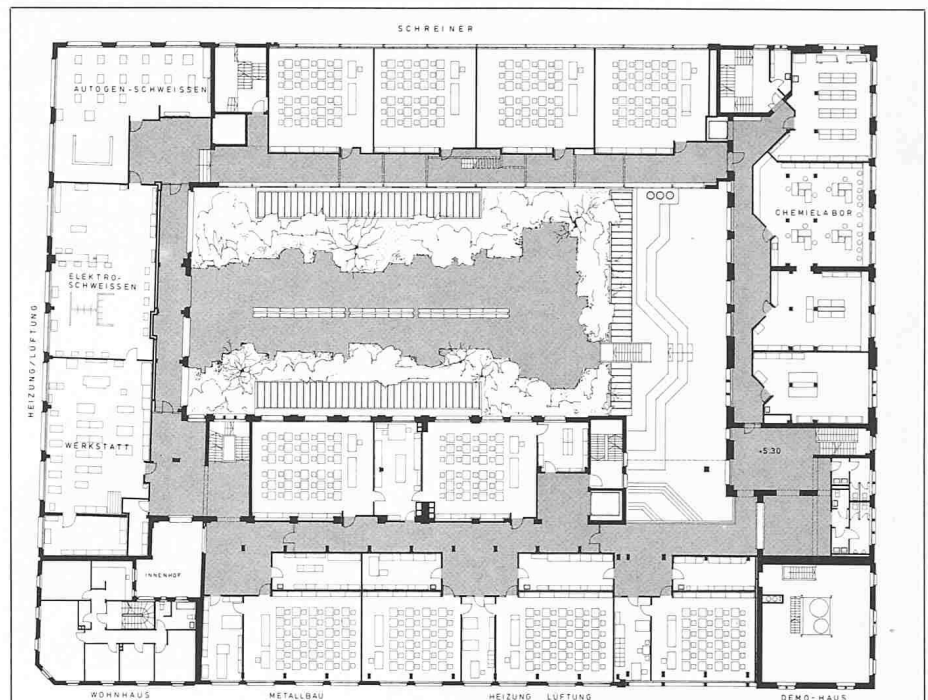 SCHREINER
AUTOGEN-SCHWEISSEN
CHEMIELABOR
ELEKTRO-
SCHWEISSEN
HEIZUNG/LÜFTUNG
WERKSTATT
+5.30
INNENHOF
WOHNHAUS
METALLBAU
HEIZUNG LÜFTUNG
DEMO-HAUS